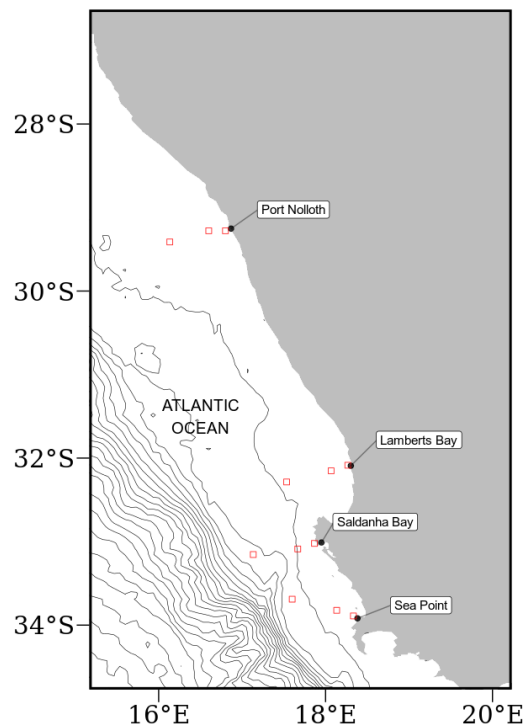 28°S
Port Nolloth
30°S
ATLANTIC
OCEAN
Lamberts Bay
32°S
Saldanha Bay
Sea Point
34°S
16°E
18°E
20°E